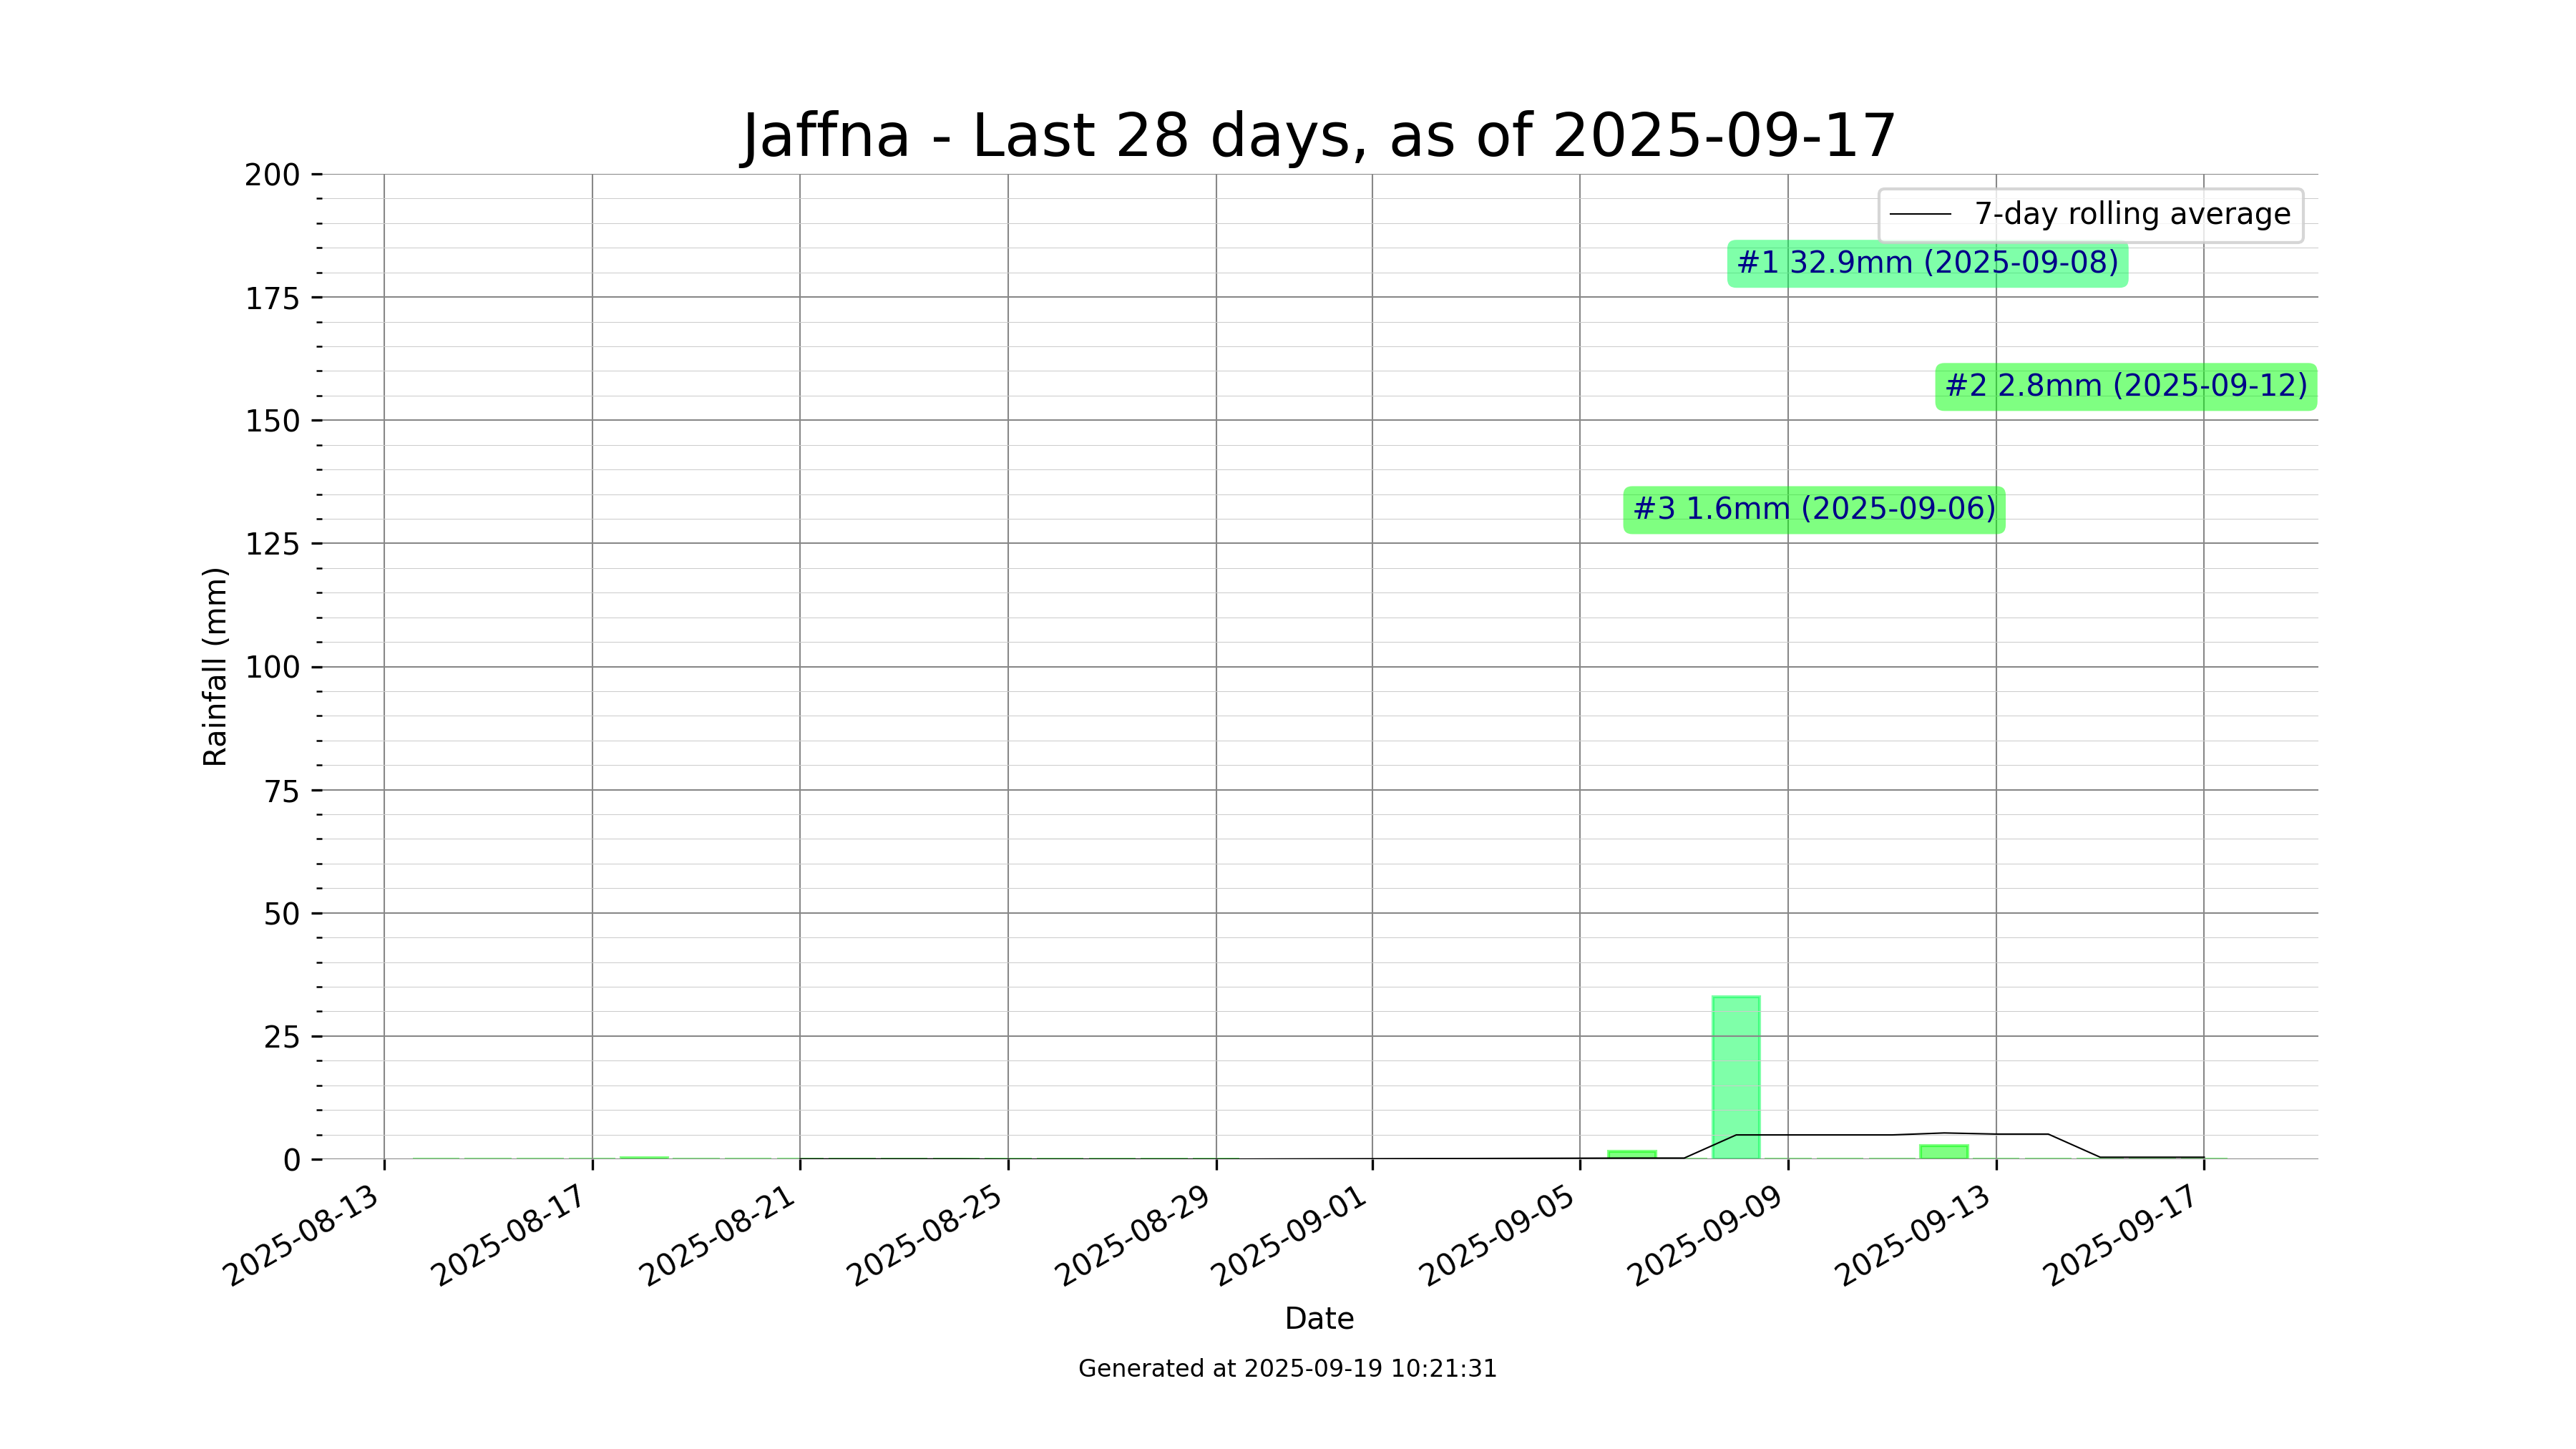 Jaffna - Last 28 days, as of 2025-09-17
7-day rolling average
#1 32.9mm (2025-09-08)
#2 2.8mm (2025-09-12)
#3 1.6mm (2025-09-06)
Rainfall (mm)
200
175
150
125
100
75
50
25
0
2025-08-13
2025-08-17
2025-08-21
2025-08-25
2025-08-29
2025-09-01
2025-09-05
2025-09-09
2025-09-13
2025-09-17
Date
Generated at 2025-09-19 10:21:31